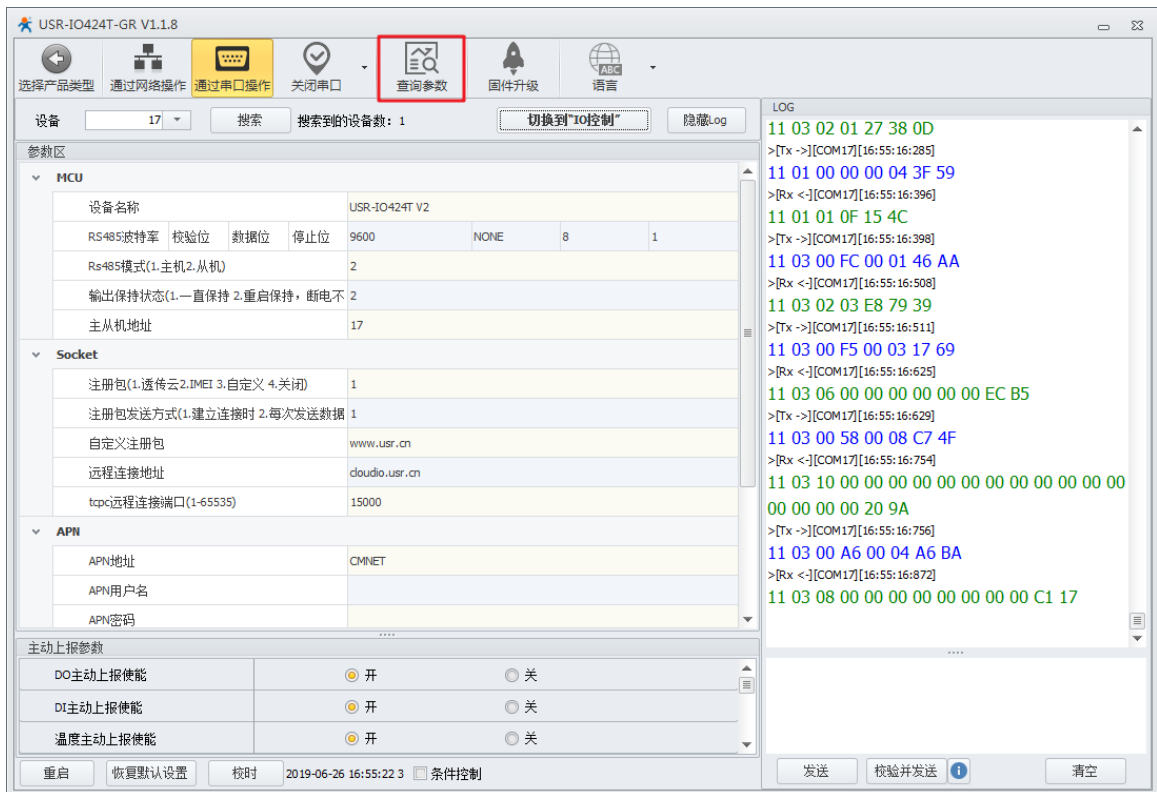 USR-IO424T-GR V1.1.8
选择产品类型 通过网络操作 通过串口操作 关闭串口 查询参数 固件升级 ABC 语言
设备 17 搜索 搜索到的设备数: 1 切换到"IO控制" 隐藏Log
参数区
MCU
设备名称 USR-IO424T V2
RS485波特率 校验位 数据位 停止位 9600 NONE 8 1
Rs485模式(1.主机2.从机) 2
输出保持状态(1.一直保持 2.重启保持，断电不 2
主从机地址 17
Socket
注册包(1.透传云2.IMEI 3.自定义 4.关闭) 1
注册包发送方式(1.建立连接时 2.每次发送数据 1
自定义注册包 www.usr.cn
远程连接地址 cloudio.usr.cn
tcpc远程连接端口(1-65535) 15000
APN
APN地址 CMNET
APN用户名
APN密码
主动上报参数
DO主动上报使能 开 关
DI主动上报使能 开 关
温度主动上报使能 开 关
重启 恢复默认设置 校时 2019-06-26 16:55:22 3 条件控制
LOG
11 03 02 01 27 38 0D
>[Tx ->][COM17][16:55:16:285]
11 01 00 00 00 04 3F 59
>[Rx <-][COM17][16:55:16:396]
11 01 01 0F 15 4C
>[Tx ->][COM17][16:55:16:398]
11 03 00 FC 00 01 46 AA
>[Rx <-][COM17][16:55:16:508]
11 03 02 03 E8 79 39
>[Tx ->][COM17][16:55:16:511]
11 03 00 F5 00 03 17 69
>[Rx <-][COM17][16:55:16:625]
11 03 06 00 00 00 00 00 00 EC B5
>[Tx ->][COM17][16:55:16:629]
11 03 00 58 00 08 C7 4F
>[Rx <-][COM17][16:55:16:754]
11 03 10 00 00 00 00 00 00 00 00 00 00 00 00
00 00 00 00 20 9A
>[Tx ->][COM17][16:55:16:756]
11 03 00 A6 00 04 A6 BA
>[Rx <-][COM17][16:55:16:872]
11 03 08 00 00 00 00 00 00 00 00 C1 17
发送 校验并发送 清空